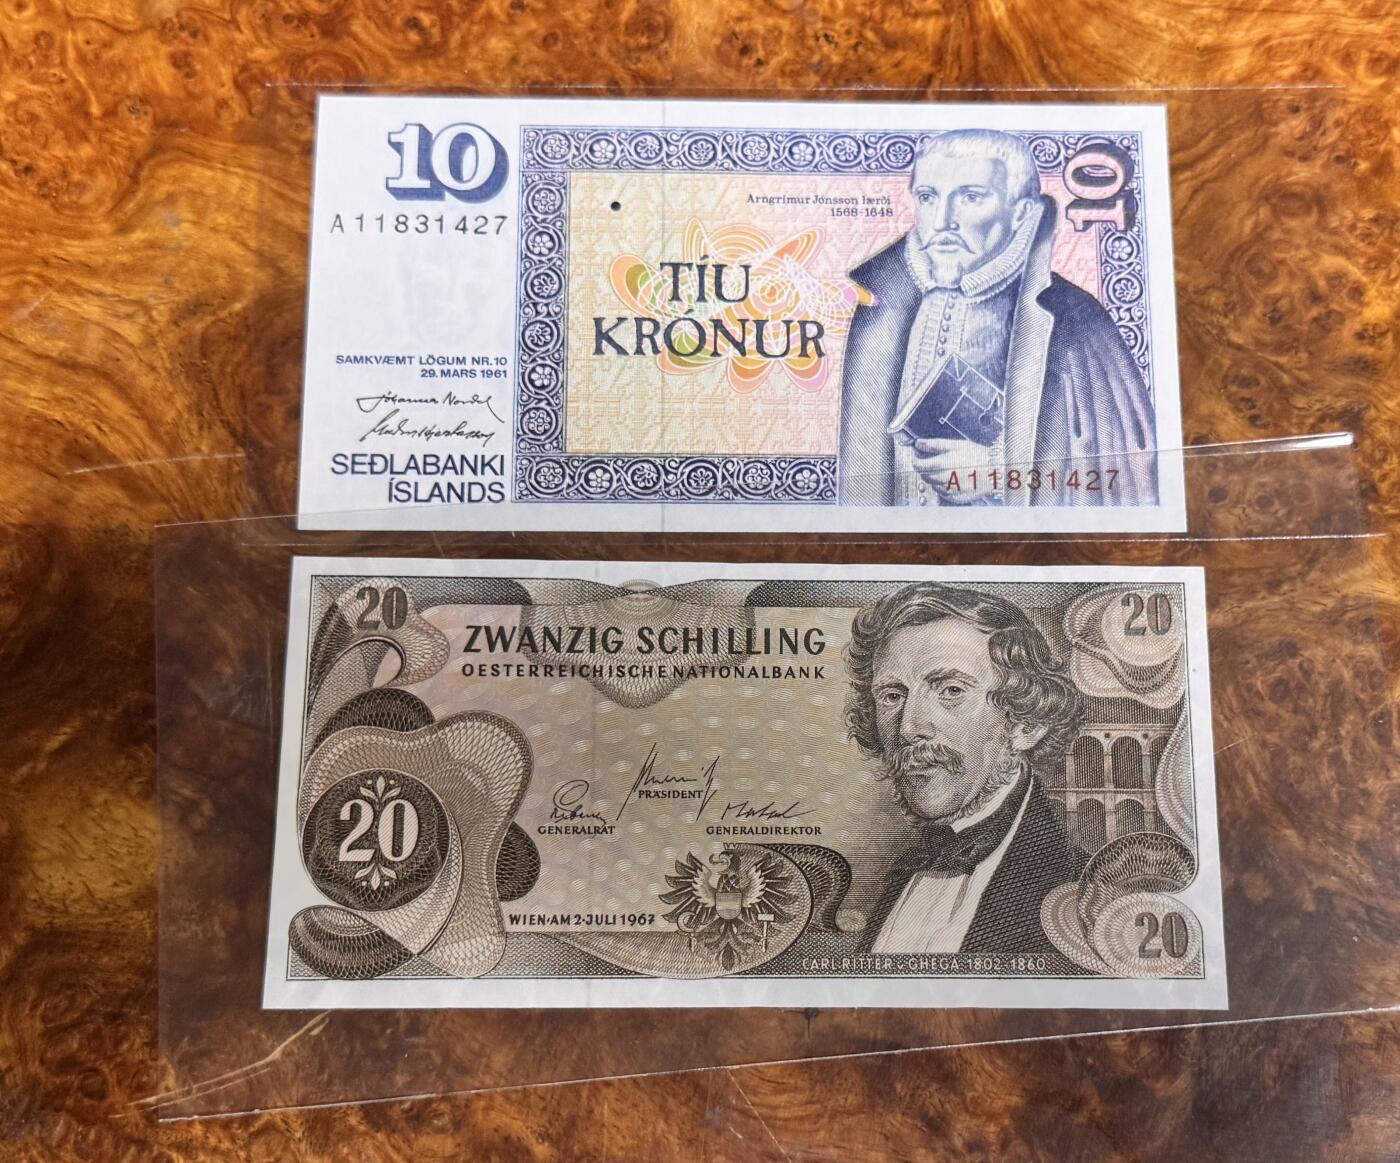 10
A11831427
Arngrímur Jónsson lærði
1568-1648
10
TÍU
KRÓNUR
SAMKVÆMT LÖGUM NR.10
29. MARS 1961
SEÐLABANKI
ÍSLANDS
A11831427
20
ZWANZIG SCHILLING
OESTERREICHISCHE NATIONALBANK
20
PRÄSIDENT
GENERALRAT
GENERALDIREKTOR
20
WIEN·AM 2·JULI 1967
20
CARL RITTER v GHEGA 1802-1860